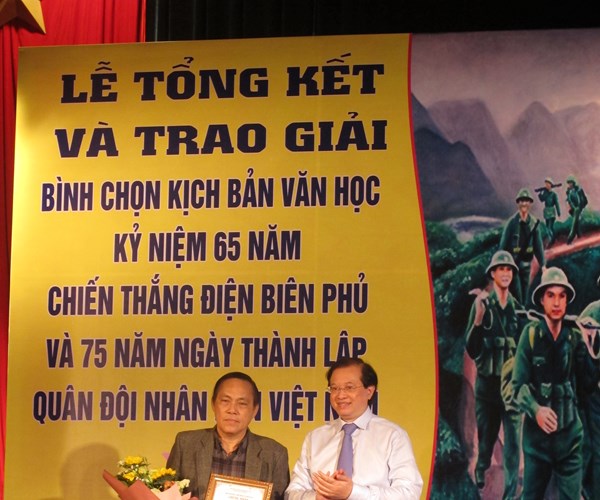 LỄ TỔNG KẾT
VÀ TRAO GIẢI
BÌNH CHỌN KỊCH BẢN VĂN HỌC
KỶ NIỆM 65 NĂM
CHIẾN THẮNG ĐIỆN BIÊN PHỦ
VÀ 75 NĂM NGÀY THÀNH LẬP
QUÂN ĐỘI NHÂN VIỆT